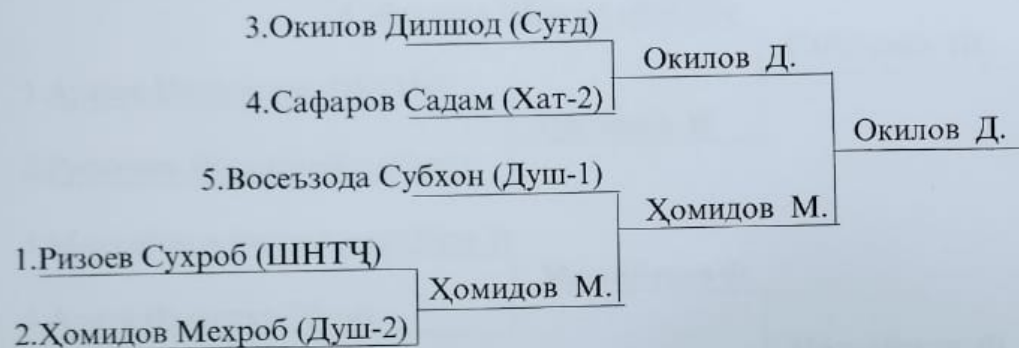 3.Окилов Дилшод (Суғд)
Окилов Д.
4.Сафаров Садам (Хат-2)
Окилов Д.
5.Восеъзода Субхон (Душ-1)
Ҳомидов М.
1.Ризоев Сухроб (ШНТҶ)
Ҳомидов М.
2.Ҳомидов Мехроб (Душ-2)